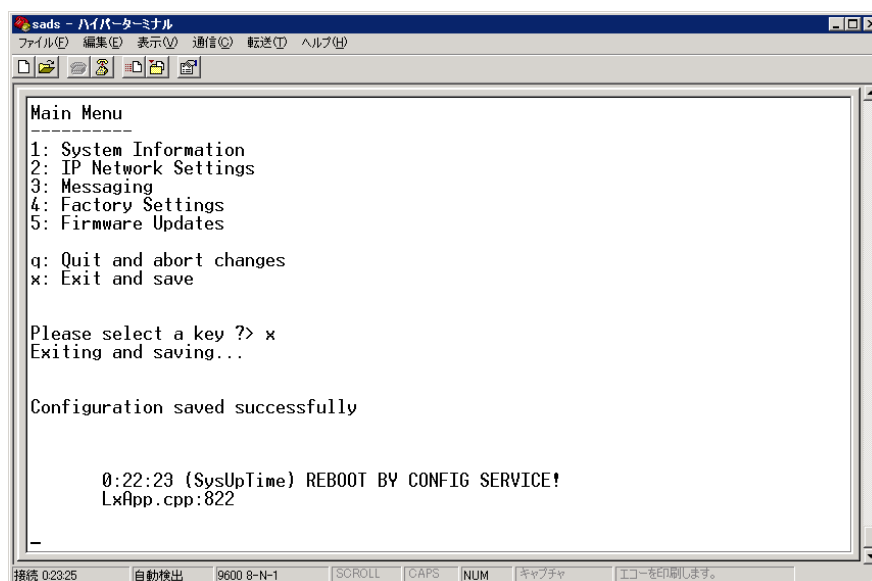 sads - ハイパーターミナル
ファイル(F) 編集(E) 表示(V) 通信(C) 転送(T) ヘルプ(H)
Main Menu
----------
1: System Information
2: IP Network Settings
3: Messaging
4: Factory Settings
5: Firmware Updates
q: Quit and abort changes
x: Exit and save
Please select a key ?> x
Exiting and saving...
Configuration saved successfully
0:22:23 (SysUpTime) REBOOT BY CONFIG SERVICE!
LxApp.cpp:822
_
接続 0:23:25 自動検出 9600 8-N-1 SCROLL CAPS NUM キャプチャ エコーを印刷します。